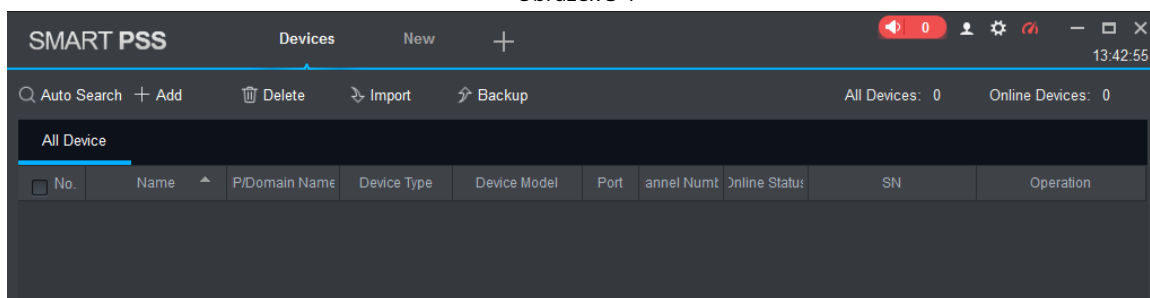 SMART PSS Devices New 0
13:42:55
Auto Search Add Delete Import Backup All Devices: 0 Online Devices: 0
All Device
No. Name P/Domain Name Device Type Device Model Port annel Numb Online Status SN Operation